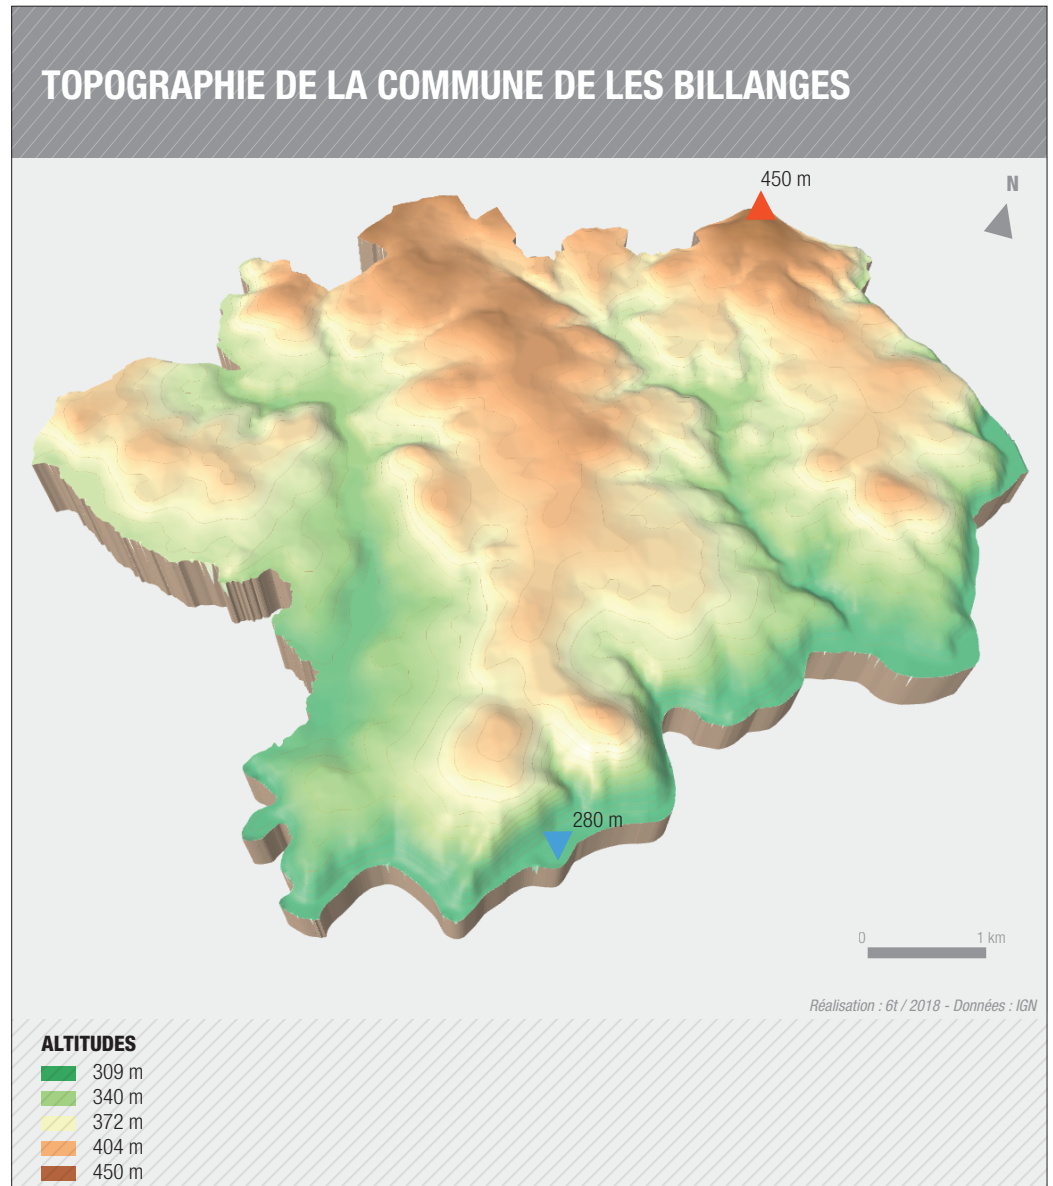 TOPOGRAPHIE DE LA COMMUNE DE LES BILLANGES
450 m
N
280 m
0 1 km
Réalisation : 6t / 2018 - Données : IGN
ALTITUDES
309 m
340 m
372 m
404 m
450 m